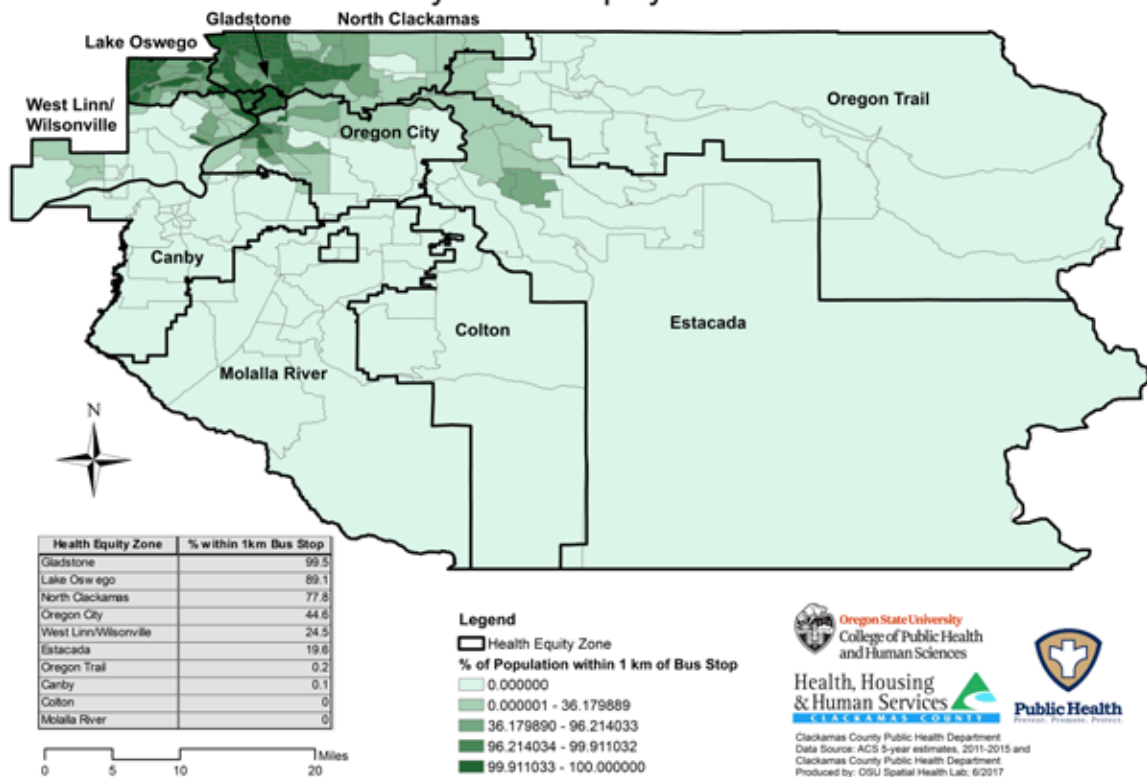 Gladstone
North Clackamas
Lake Oswego
West Linn/
Wilsonville
Oregon Trail
Oregon City
Canby
Colton
Estacada
Molalla River
N
Health Equity Zone % within 1km Bus Stop
Gladstone 99.5
Lake Oswego 89.1
North Clackamas 77.8
Oregon City 44.6
West Linn/Wilsonville 24.5
Estacada 19.6
Oregon Trail 0.2
Canby 0.1
Colton 0
Molalla River 0
0 5 10 20 Miles
Legend
Health Equity Zone
% of Population within 1 km of Bus Stop
0.000000
0.000001 - 36.179889
36.179890 - 96.214033
96.214034 - 99.911032
99.911033 - 100.000000
Oregon State University
College of Public Health
and Human Sciences
Health, Housing
& Human Services
CLACKAMAS COUNTY
Public Health
Prevent. Promote. Protect.
Clackamas County Public Health Department
Data Source: ACS 5-year estimates, 2011-2015 and
Clackamas County Public Health Department
Produced by: OSU Spatial Health Lab; 6/2017